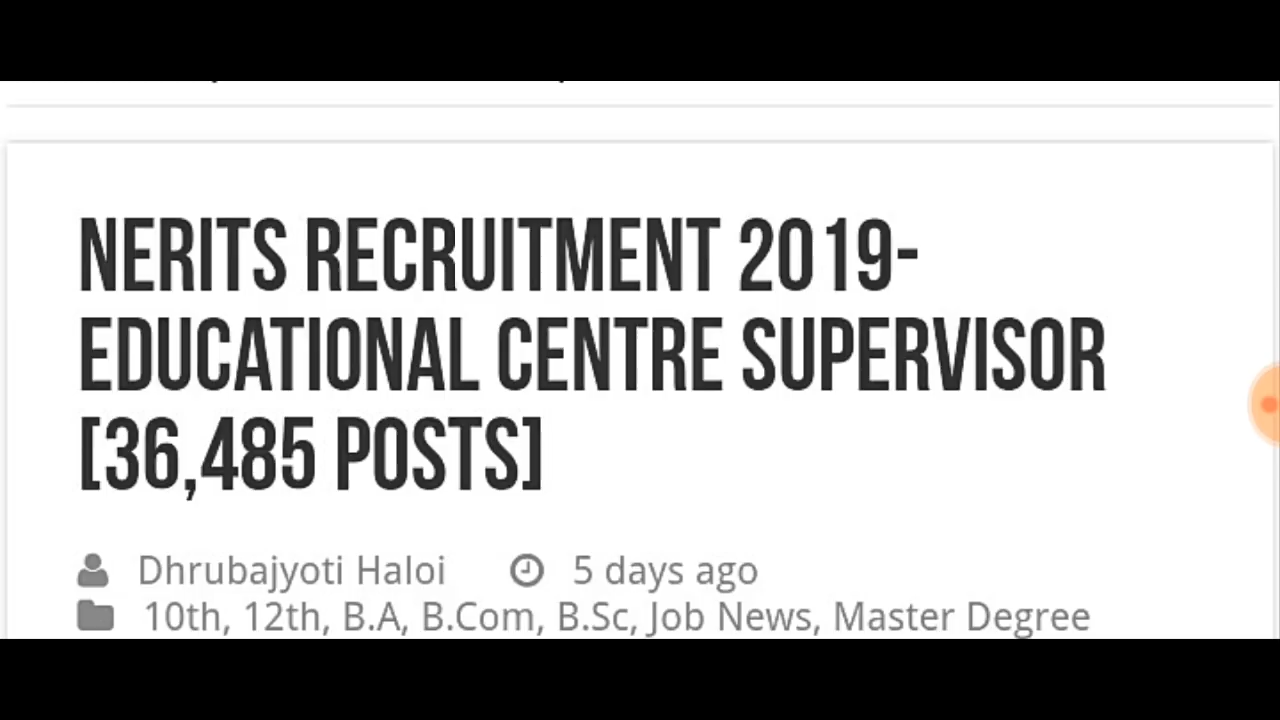 NERITS RECRUITMENT 2019-
EDUCATIONAL CENTRE SUPERVISOR
[36,485 POSTS]
Dhrubajyoti Haloi 5 days ago
10th, 12th, B.A, B.Com, B.Sc, Job News, Master Degree